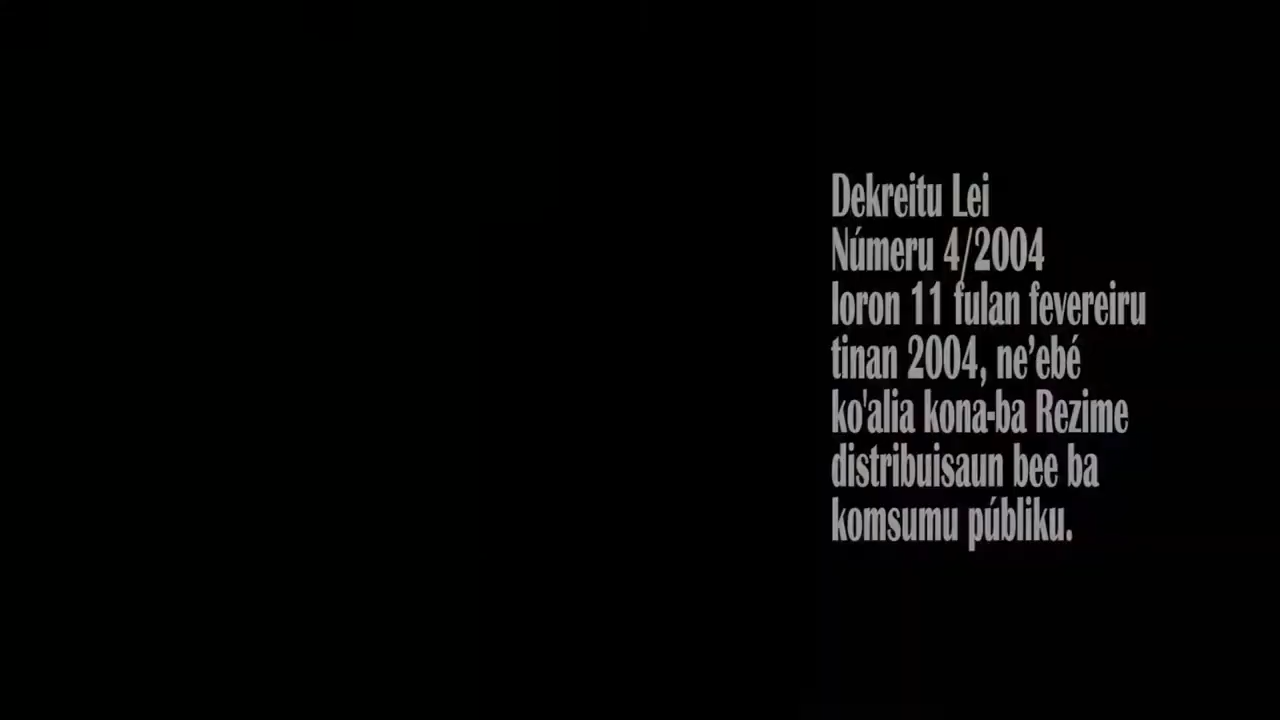 Dekreitu Lei
Númeru 4/2004
loron 11 fulan fevereiru
tinan 2004, ne’ebé
ko'alia kona-ba Rezime
distribuisaun bee ba
komsumu públiku.